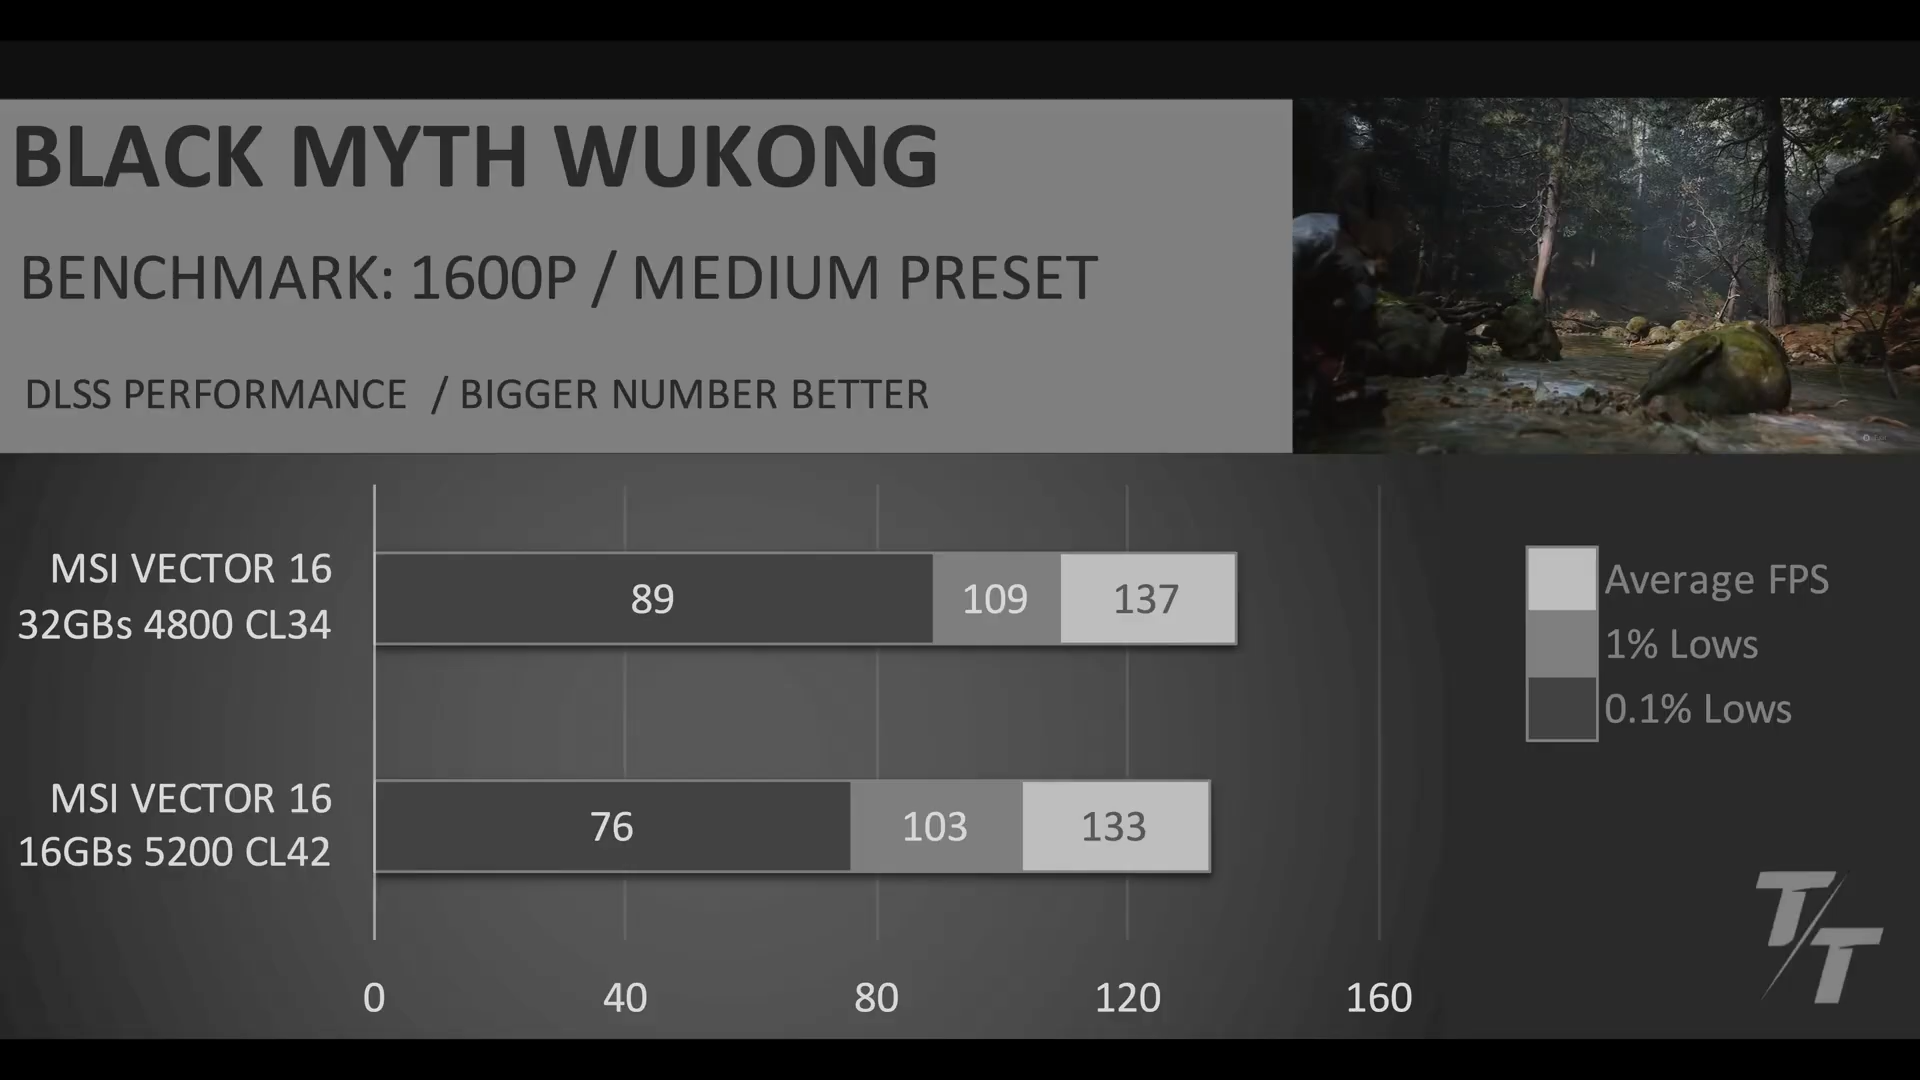 BLACK MYTH WUKONG
BENCHMARK: 1600P / MEDIUM PRESET
DLSS PERFORMANCE / BIGGER NUMBER BETTER
MSI VECTOR 16
32GBs 4800 CL34
89
109
137
MSI VECTOR 16
16GBs 5200 CL42
76
103
133
0
40
80
120
160
Average FPS
1% Lows
0.1% Lows
TT